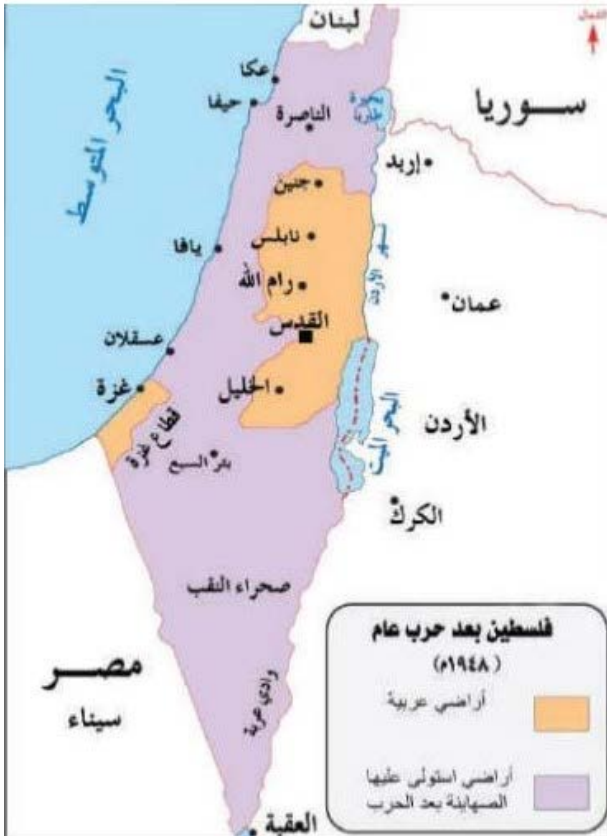 لبنان
الشمال
سوريا
عكا
حيفا
الناصرة
بحيرة
طبريا
إربد
البحر المتوسط
جنين
نابلس
يافا
رام الله
نهر الأردن
عمان
القدس
عسقلان
غزة
الخليل
قطاع غزة
بئر السبع
البحر الميت
الأردن
الكرك
صحراء النقب
مصر
سيناء
وادي عربة
العقبة
فلسطين بعد حرب عام
(١٩٤٨م)
أراضي عربية
أراضي استولى عليها
الصهاينة بعد الحرب